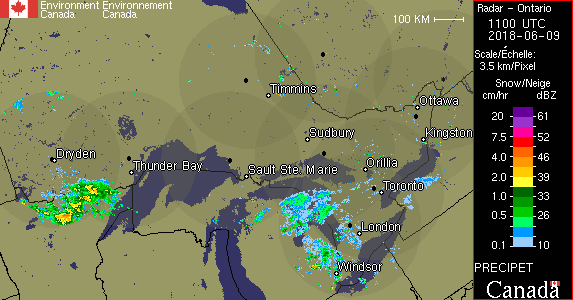 Environment Environnement
Canada Canada
100 KM
Timmins
Ottawa
Sudbury
Kingston
Dryden
Thunder Bay
Sault Ste. Marie
Orillia
Toronto
London
Windsor
Radar - Ontario
1100 UTC
2018-06-09
Scale/Échelle:
3.5 km/Pixel
Snow/Neige
cm/hr dBZ
20 61
7.5 52
4.0 46
2.0 39
1.0 33
0.5 26
0.1 10
PRECIPET
Canada